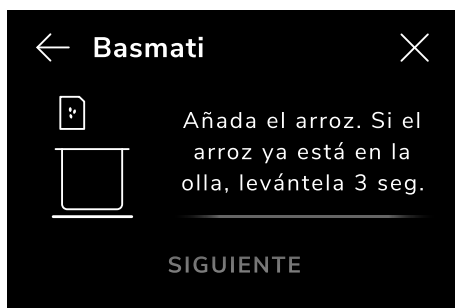 Basmati
Añada el arroz. Si el
arroz ya está en la
olla, levántela 3 seg.
SIGUIENTE